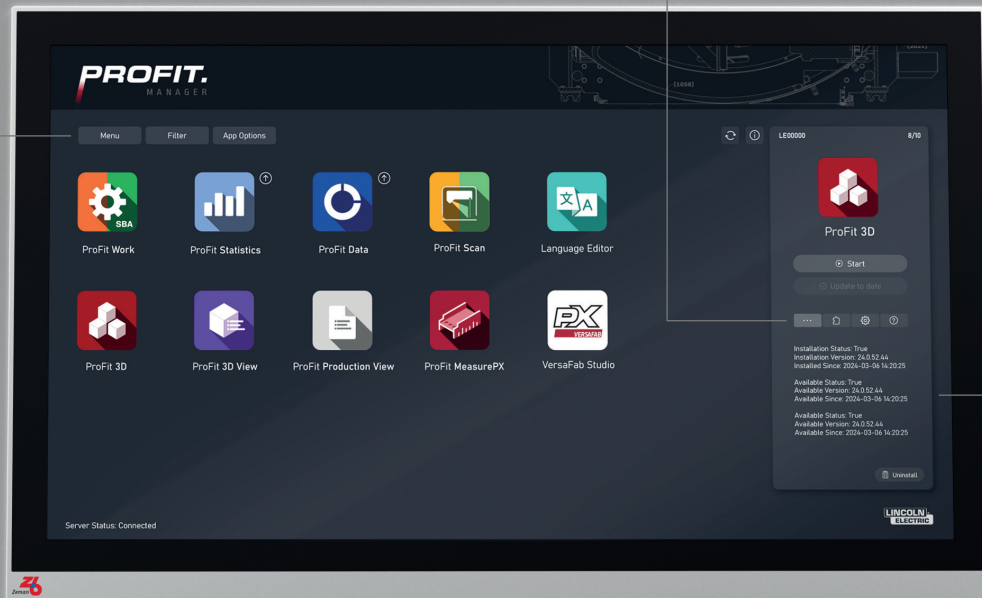 PROFIT.
MANAGER
[1050]
Menu
Filter
App Options
LE00000
8/10
SBA
ProFit Work
ProFit Statistics
ProFit Data
ProFit Scan
文 A
Language Editor
ProFit 3D
Start
Update to date
ProFit 3D
ProFit 3D View
ProFit Production View
ProFit MeasurePX
PX
VERSAFAB
VersaFab Studio
Installation Status: True
Installation Version: 24.0.52.44
Installed Since: 2024-03-06 14:20:25
Available Status: True
Available Version: 24.0.52.44
Available Since: 2024-03-06 14:20:25
Available Status: True
Available Version: 24.0.52.44
Available Since: 2024-03-06 14:20:25
Uninstall
Server Status: Connected
LINCOLN
ELECTRIC
Zeman